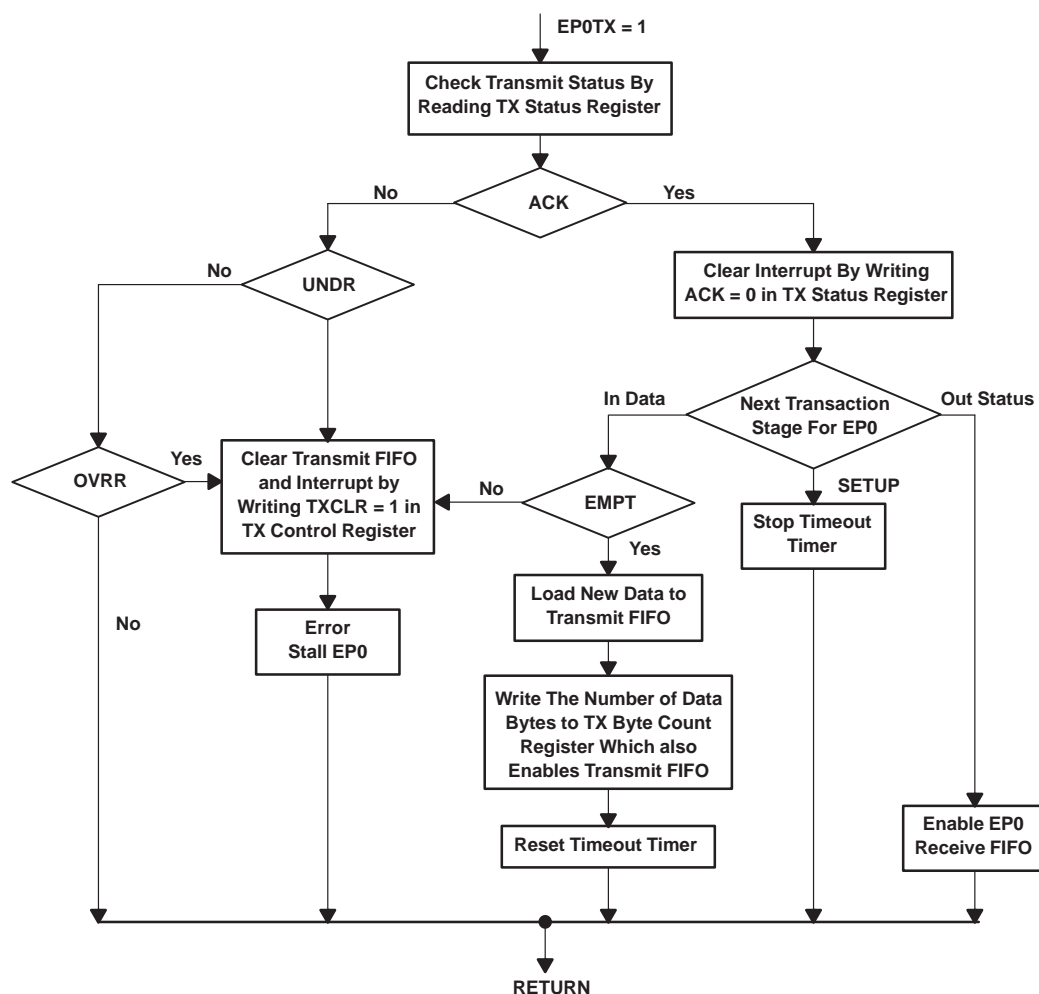 EP0TX = 1
Check Transmit Status By
Reading TX Status Register
No
ACK
Yes
No
UNDR
Clear Interrupt By Writing
ACK = 0 in TX Status Register
In Data
Next Transaction
Stage For EP0
Out Status
OVRR
Yes
Clear Transmit FIFO
and Interrupt by
Writing TXCLR = 1 in
TX Control Register
No
EMPT
SETUP
Yes
Stop Timeout
Timer
No
Error
Stall EP0
Load New Data to
Transmit FIFO
Write The Number of Data
Bytes to TX Byte Count
Register Which also
Enables Transmit FIFO
Reset Timeout Timer
Enable EP0
Receive FIFO
RETURN